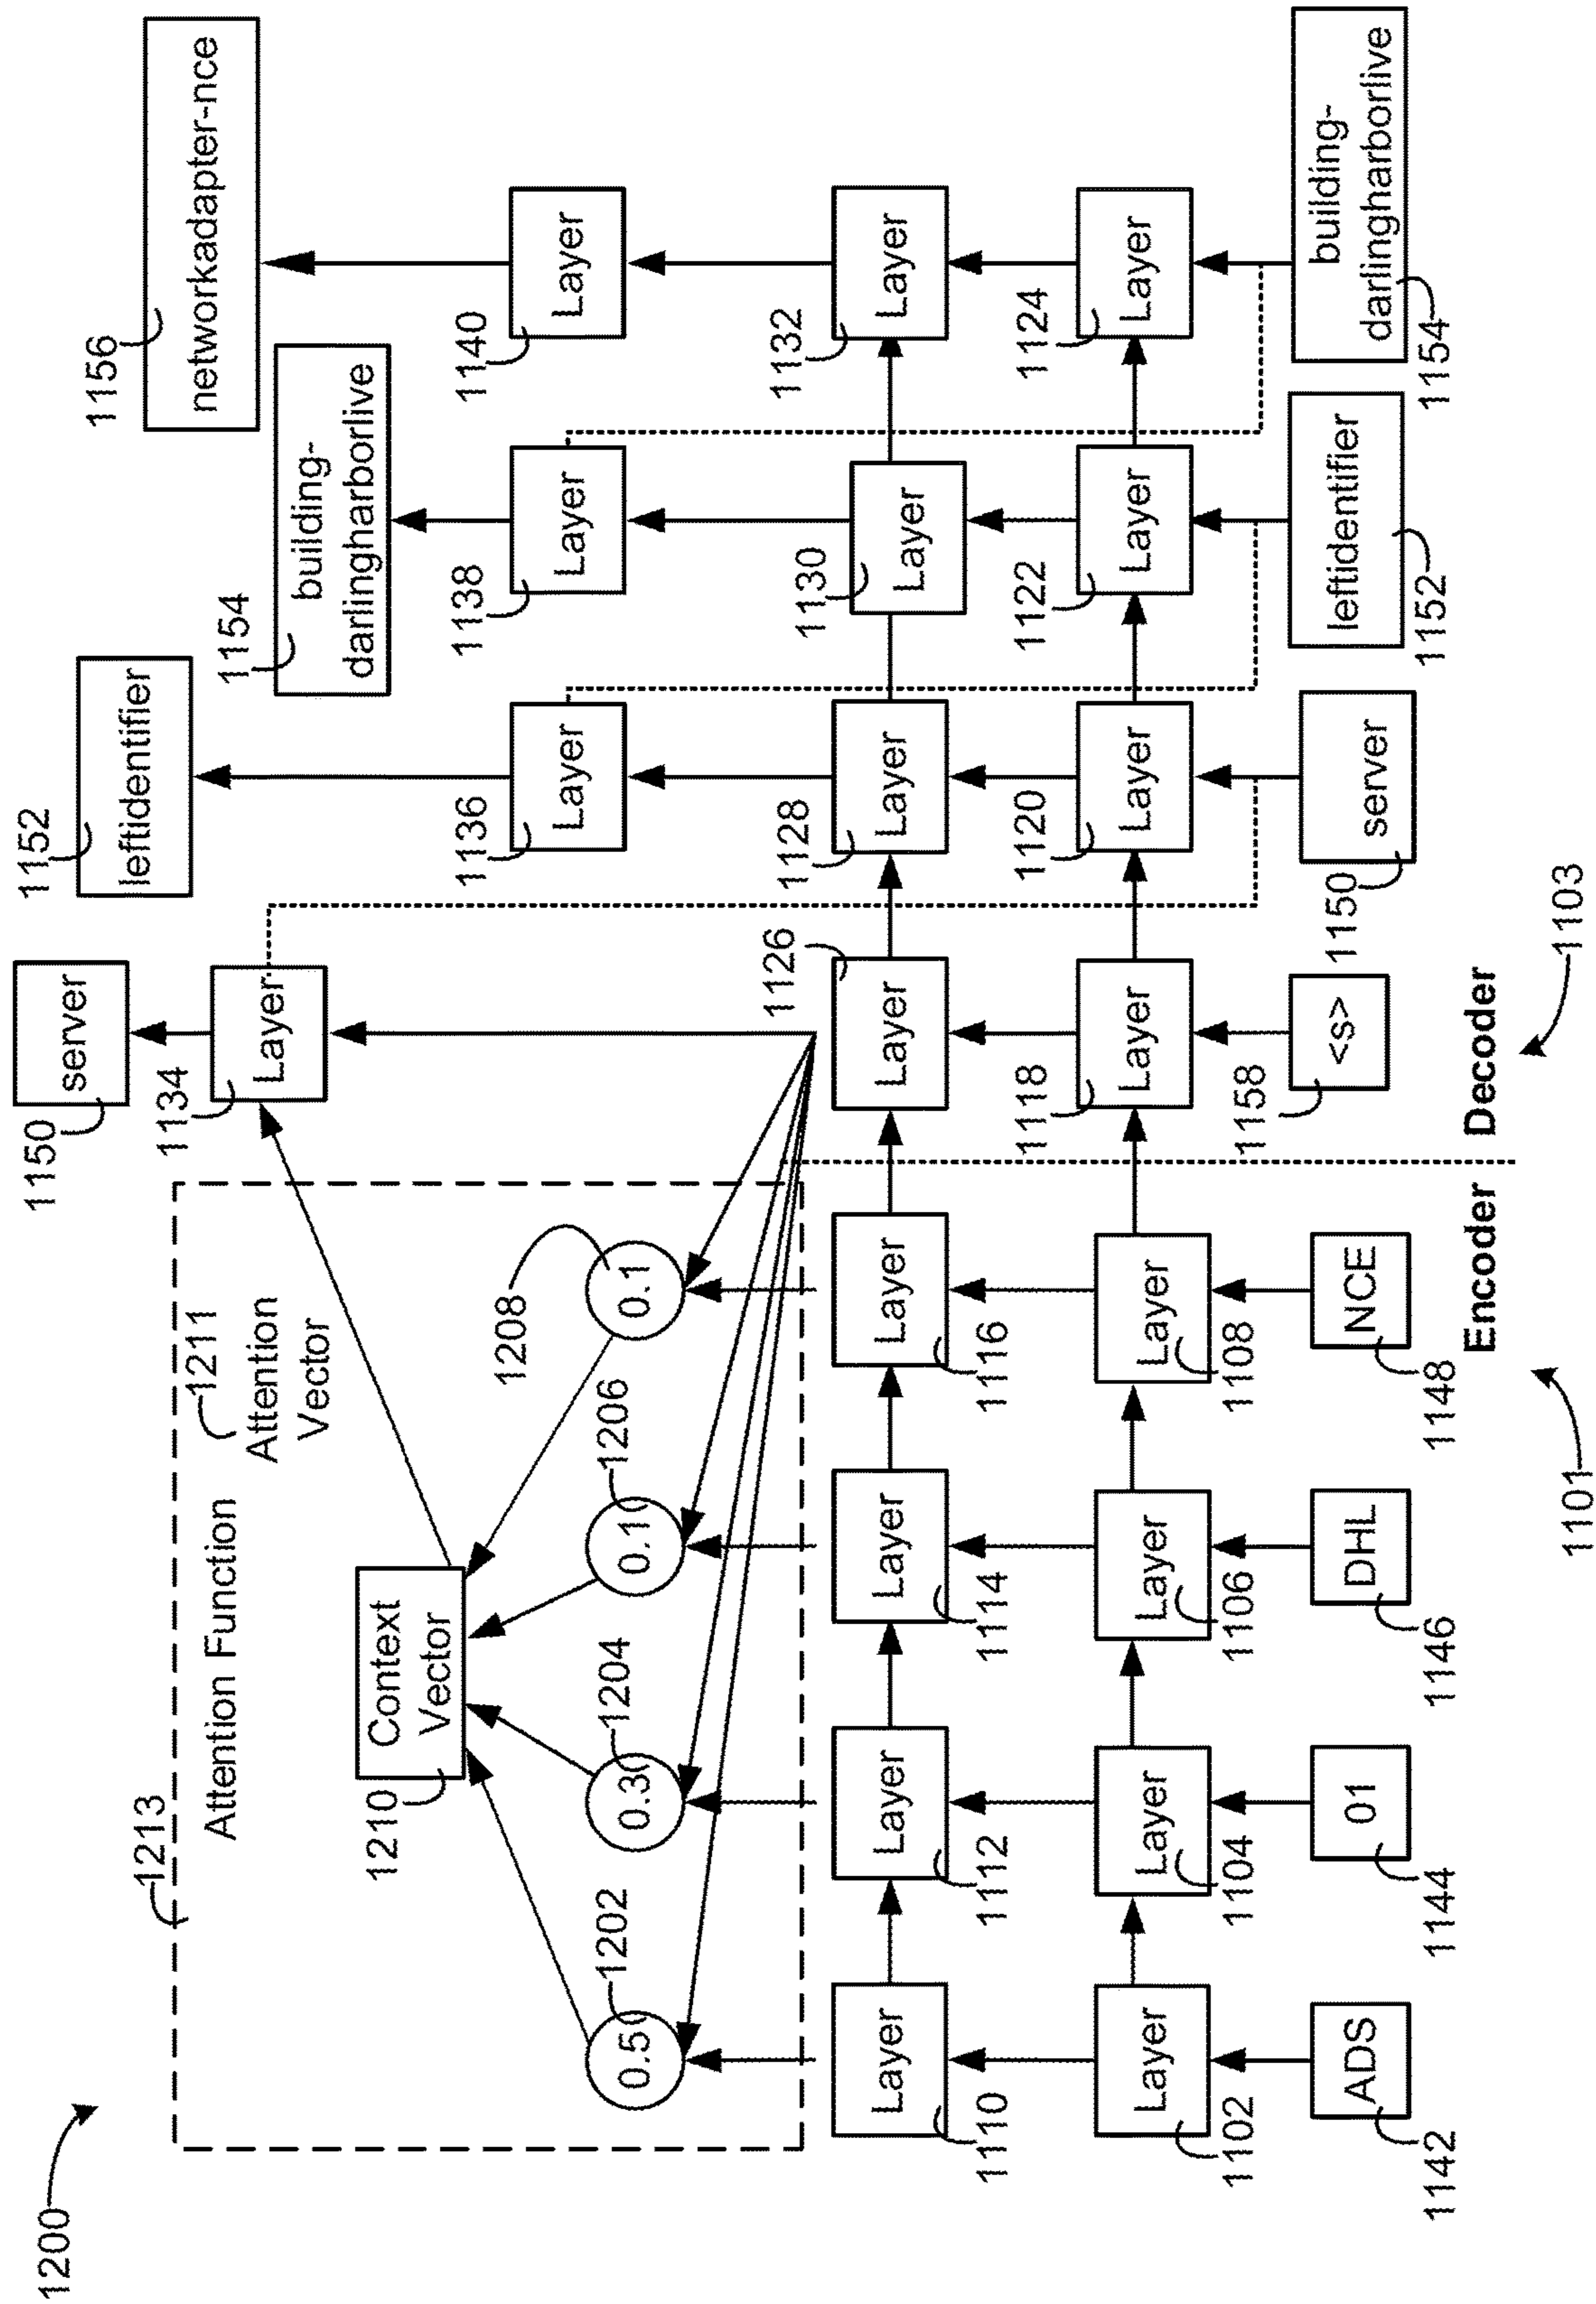 1200
1213
Attention Function
1211
Attention
Vector
1210
Context
Vector
1202
0.5
1204
0.3
1206
0.1
1208
0.1
1150
server
1134
Layer
1152
leftidentifier
1136
Layer
1154
building-
darlingharborlive
1138
Layer
1156
networkadapter-nce
1140
Layer
1110
Layer
1112
Layer
1114
Layer
1116
Layer
1126
Layer
1128
Layer
1130
Layer
1132
Layer
1102
Layer
1104
Layer
1106
Layer
1108
Layer
1118
Layer
1120
Layer
1122
Layer
1124
Layer
1142
ADS
1144
01
1146
DHL
1148
NCE
1158
<s>
1150
server
1152
leftidentifier
1154
building-
darlingharborlive
Encoder
Decoder
1101
1103